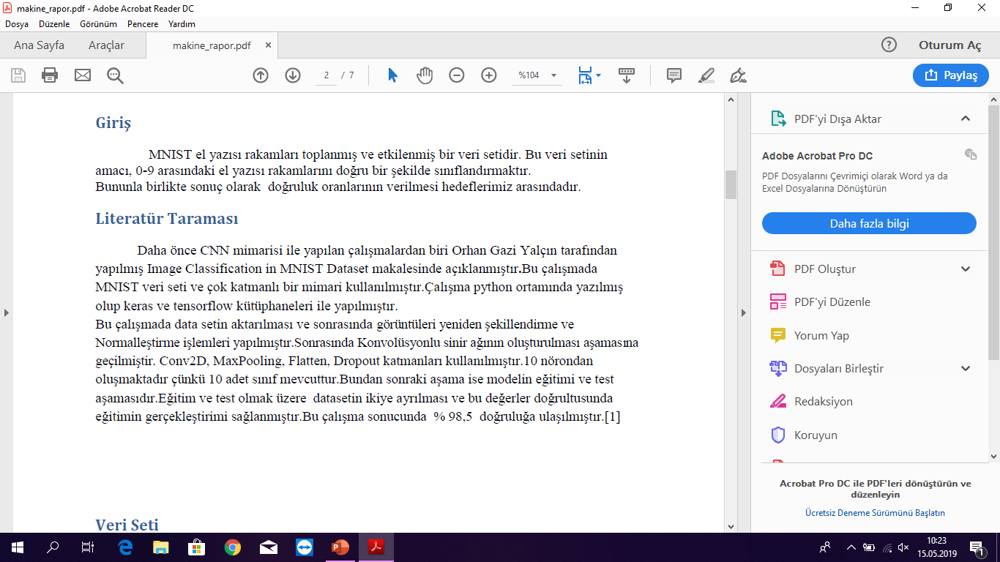 makine_rapor.pdf - Adobe Acrobat Reader DC
Dosya Düzenle Görünüm Pencere Yardım
Ana Sayfa Araçlar makine_rapor.pdf × Oturum Aç
2 / 7 %104 Paylaş
Giriş
MNIST el yazısı rakamları toplanmış ve etkilenmiş bir veri setidir. Bu veri setinin
amacı, 0-9 arasındaki el yazısı rakamlarını doğru bir şekilde sınıflandırmaktır.
Bununla birlikte sonuç olarak doğruluk oranlarının verilmesi hedeflerimiz arasındadır.
Literatür Taraması
Daha önce CNN mimarisi ile yapılan çalışmalardan biri Orhan Gazi Yalçın tarafından
yapılmış Image Classification in MNIST Dataset makalesinde açıklanmıştır.Bu çalışmada
MNIST veri seti ve çok katmanlı bir mimari kullanılmıştır.Çalışma python ortamında yazılmış
olup keras ve tensorflow kütüphaneleri ile yapılmıştır.
Bu çalışmada data setin aktarılması ve sonrasında görüntüleri yeniden şekillendirme ve
Normalleştirme işlemleri yapılmıştır.Sonrasında Konvolüsyonlu sinir ağının oluşturulması aşamasına
geçilmiştir. Conv2D, MaxPooling, Flatten, Dropout katmanları kullanılmıştır.10 nörondan
oluşmaktadır çünkü 10 adet sınıf mevcuttur.Bundan sonraki aşama ise modelin eğitimi ve test
aşamasıdır.Eğitim ve test olmak üzere datasetin ikiye ayrılması ve bu değerler doğrultusunda
eğitimin gerçekleştirimi sağlanmıştır.Bu çalışma sonucunda % 98,5 doğruluğa ulaşılmıştır.[1]
Veri Seti
PDF'yi Dışa Aktar
Adobe Acrobat Pro DC
PDF Dosyalarını Çevrimiçi olarak Word ya da
Excel Dosyalarına Dönüştürün
Daha fazla bilgi
PDF Oluştur
PDF'yi Düzenle
Yorum Yap
Dosyaları Birleştir
Redaksiyon
Koruyun
Acrobat Pro DC ile PDF'leri dönüştürün ve
düzenleyin
Ücretsiz Deneme Sürümünü Başlatın
10:23
15.05.2019
1